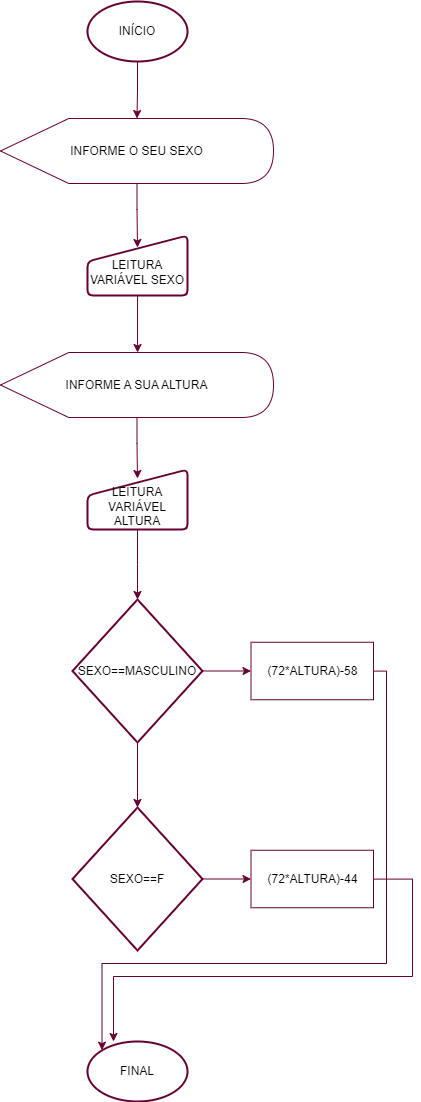 INÍCIO
INFORME O SEU SEXO
LEITURA
VARIÁVEL SEXO
INFORME A SUA ALTURA
LEITURA
VARIÁVEL
ALTURA
SEXO==MASCULINO
(72*ALTURA)-58
SEXO==F
(72*ALTURA)-44
FINAL